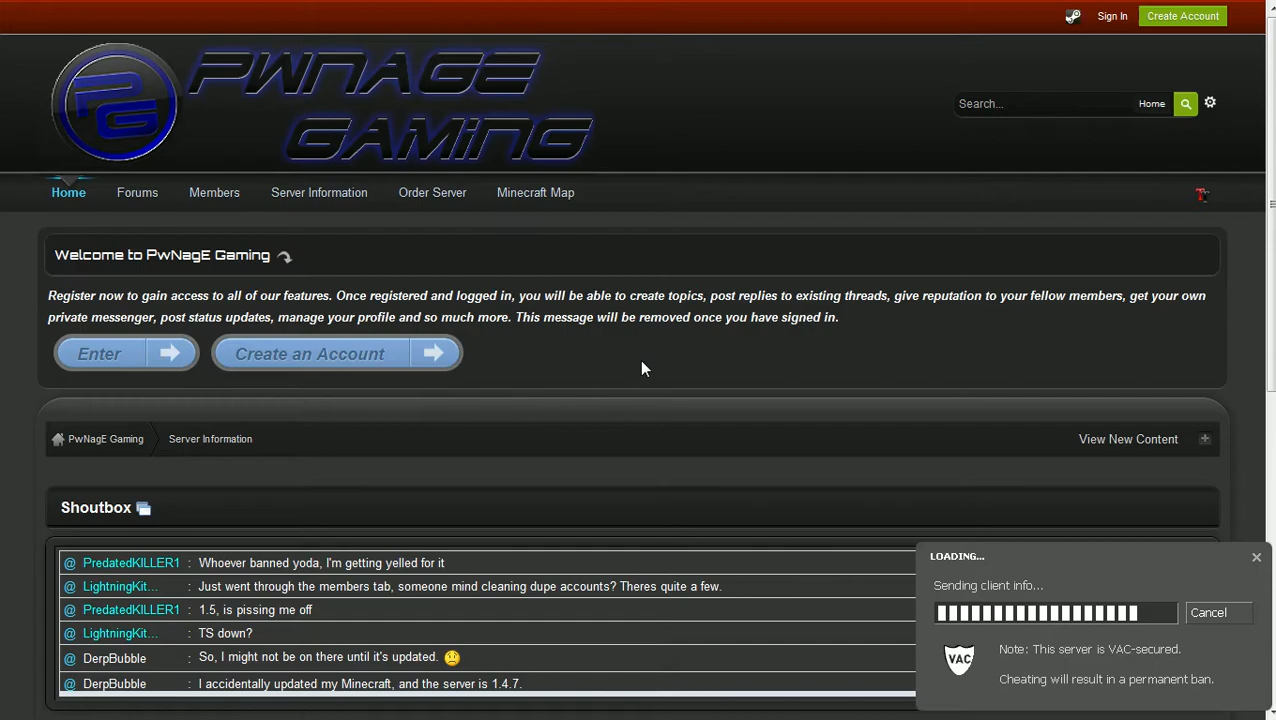 Sign In Create Account
PWNAGE
GAMING
PG
Search... Home
Home Forums Members Server Information Order Server Minecraft Map
Welcome to PwNagE Gaming
Register now to gain access to all of our features. Once registered and logged in, you will be able to create topics, post replies to existing threads, give reputation to your fellow members, get your own
private messenger, post status updates, manage your profile and so much more. This message will be removed once you have signed in.
Enter Create an Account
PwNagE Gaming Server Information View New Content
Shoutbox
@ PredatedKILLER1 : Whoever banned yoda, I'm getting yelled for it
@ LightningKit... : Just went through the members tab, someone mind cleaning dupe accounts? Theres quite a few.
@ PredatedKILLER1 : 1.5, is pissing me off
@ LightningKit... : TS down?
@ DerpBubble : So, I might not be on there until it's updated.
@ DerpBubble : I accidentally updated my Minecraft, and the server is 1.4.7.
LOADING...
Sending client info...
Cancel
VAC
Note: This server is VAC-secured.
Cheating will result in a permanent ban.